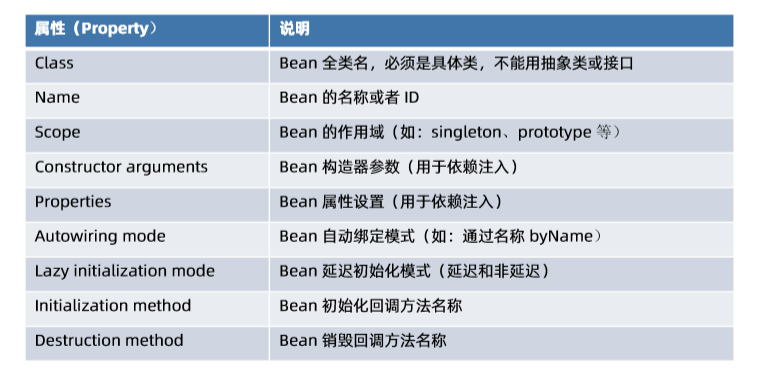 属性（Property） 说明
Class Bean 全类名，必须是具体类，不能用抽象类或接口
Name Bean 的名称或者 ID
Scope Bean 的作用域（如：singleton、prototype 等）
Constructor arguments Bean 构造器参数（用于依赖注入）
Properties Bean 属性设置（用于依赖注入）
Autowiring mode Bean 自动绑定模式（如：通过名称 byName）
Lazy initialization mode Bean 延迟初始化模式（延迟和非延迟）
Initialization method Bean 初始化回调方法名称
Destruction method Bean 销毁回调方法名称